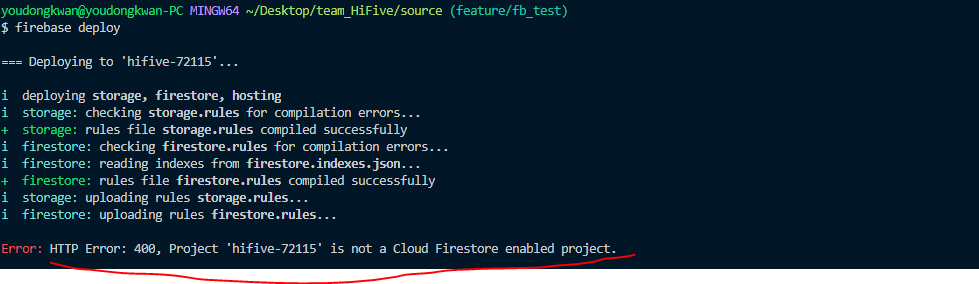 youdongkwan@youdongkwan-PC MINGW64 ~/Desktop/team_HiFive/source (feature/fb_test)
$ firebase deploy
=== Deploying to 'hifive-72115'...
i  deploying storage, firestore, hosting
i  storage: checking storage.rules for compilation errors...
+  storage: rules file storage.rules compiled successfully
i  firestore: checking firestore.rules for compilation errors...
i  firestore: reading indexes from firestore.indexes.json...
+  firestore: rules file firestore.rules compiled successfully
i  storage: uploading rules storage.rules...
i  firestore: uploading rules firestore.rules...
Error: HTTP Error: 400, Project 'hifive-72115' is not a Cloud Firestore enabled project.